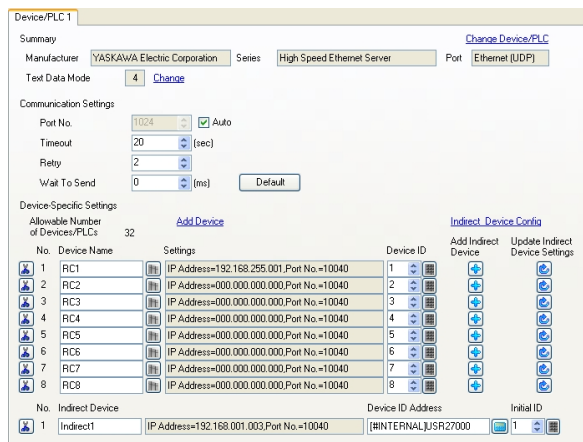 Device/PLC 1
Summary Change Device/PLC
Manufacturer YASKAWA Electric Corporation Series High Speed Ethernet Server Port Ethernet (UDP)
Text Data Mode 4 Change
Communication Settings
Port No. 1024 Auto
Timeout 20 (sec)
Retry 2
Wait To Send 0 (ms) Default
Device-Specific Settings
Allowable Number of Devices/PLCs 32 Add Device Indirect Device Config
No. Device Name Settings Device ID Add Indirect Device Update Indirect Device Settings
1 RC1 IP Address=192.168.255.001,Port No.=10040 1
2 RC2 IP Address=000.000.000.000,Port No.=10040 2
3 RC3 IP Address=000.000.000.000,Port No.=10040 3
4 RC4 IP Address=000.000.000.000,Port No.=10040 4
5 RC5 IP Address=000.000.000.000,Port No.=10040 5
6 RC6 IP Address=000.000.000.000,Port No.=10040 6
7 RC7 IP Address=000.000.000.000,Port No.=10040 7
8 RC8 IP Address=000.000.000.000,Port No.=10040 8
No. Indirect Device Device ID Address Initial ID
1 Indirect1 IP Address=192.168.001.003,Port No.=10040 [#INTERNAL]USR27000 1